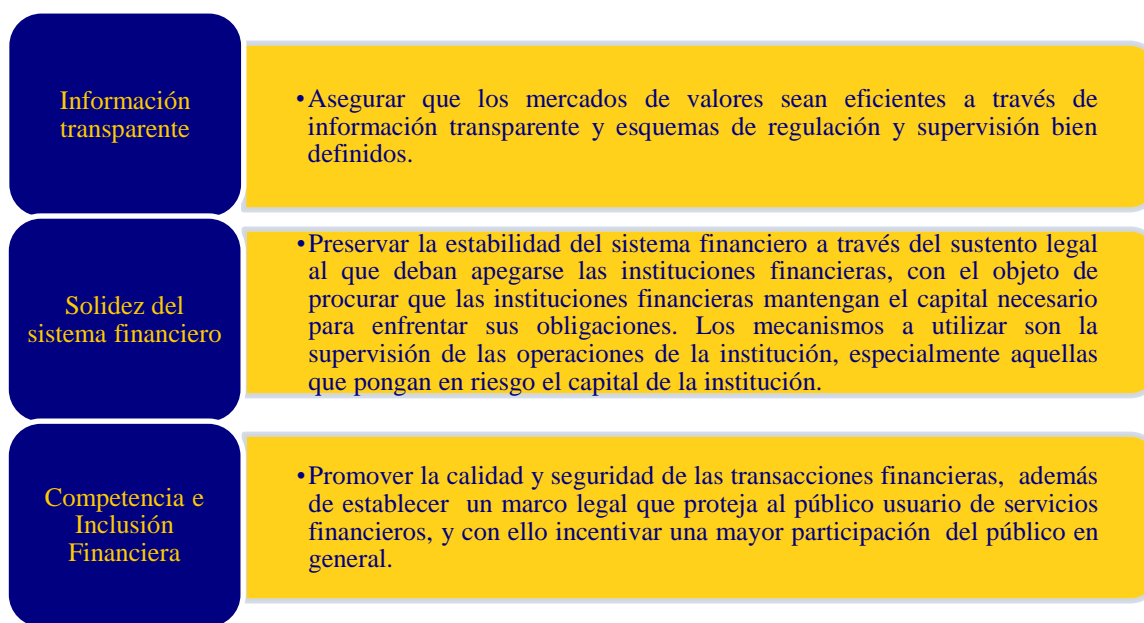 Información
transparente
•Asegurar que los mercados de valores sean eficientes a través de
información transparente y esquemas de regulación y supervisión bien
definidos.
Solidez del
sistema financiero
•Preservar la estabilidad del sistema financiero a través del sustento legal
al que deban apegarse las instituciones financieras, con el objeto de
procurar que las instituciones financieras mantengan el capital necesario
para enfrentar sus obligaciones. Los mecanismos a utilizar son la
supervisión de las operaciones de la institución, especialmente aquellas
que pongan en riesgo el capital de la institución.
Competencia e
Inclusión
Financiera
•Promover la calidad y seguridad de las transacciones financieras, además
de establecer un marco legal que proteja al público usuario de servicios
financieros, y con ello incentivar una mayor participación del público en
general.